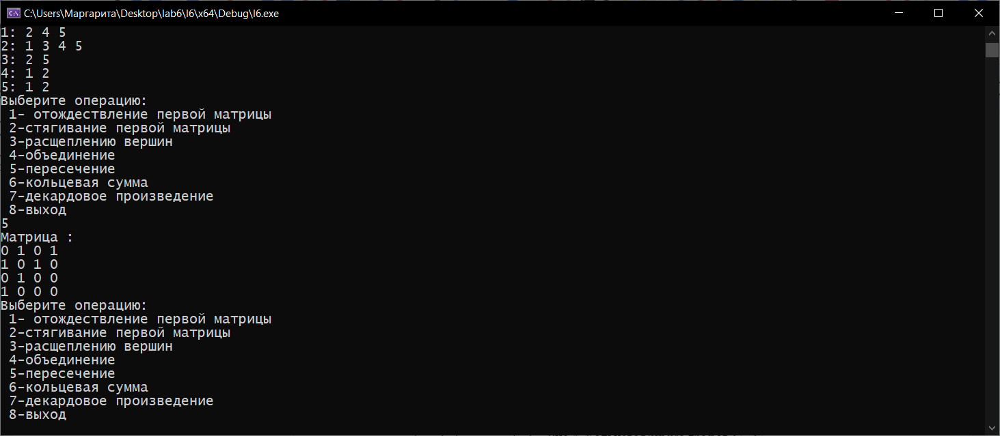 C:\Users\Маргарита\Desktop\lab6\l6\x64\Debug\l6.exe
1: 2 4 5
2: 1 3 4 5
3: 2 5
4: 1 2
5: 1 2
Выберите операцию:
 1- отождествление первой матрицы
 2-стягивание первой матрицы
 3-расщеплению вершин
 4-объединение
 5-пересечение
 6-кольцевая сумма
 7-декардовое произведение
 8-выход
5
Матрица :
0 1 0 1
1 0 1 0
0 1 0 0
1 0 0 0
Выберите операцию:
 1- отождествление первой матрицы
 2-стягивание первой матрицы
 3-расщеплению вершин
 4-объединение
 5-пересечение
 6-кольцевая сумма
 7-декардовое произведение
 8-выход